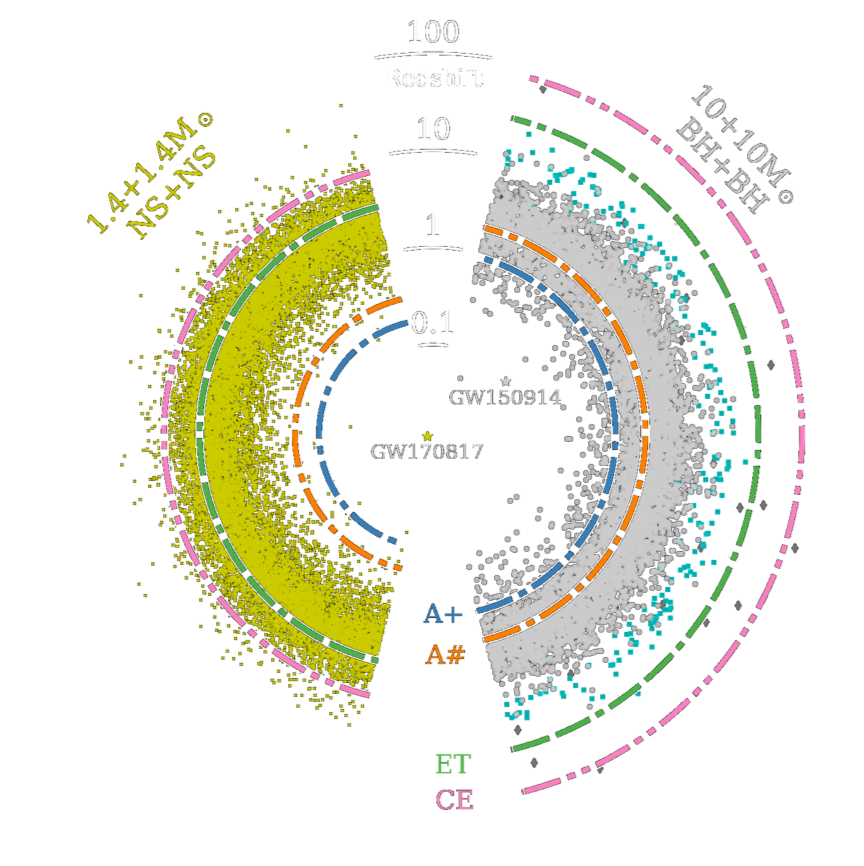 100
Redshift
10
1
0.1
1.4+1.4M⊙
NS+NS
10+10M⊙
BH+BH
GW150914
GW170817
A+
A#
ET
CE